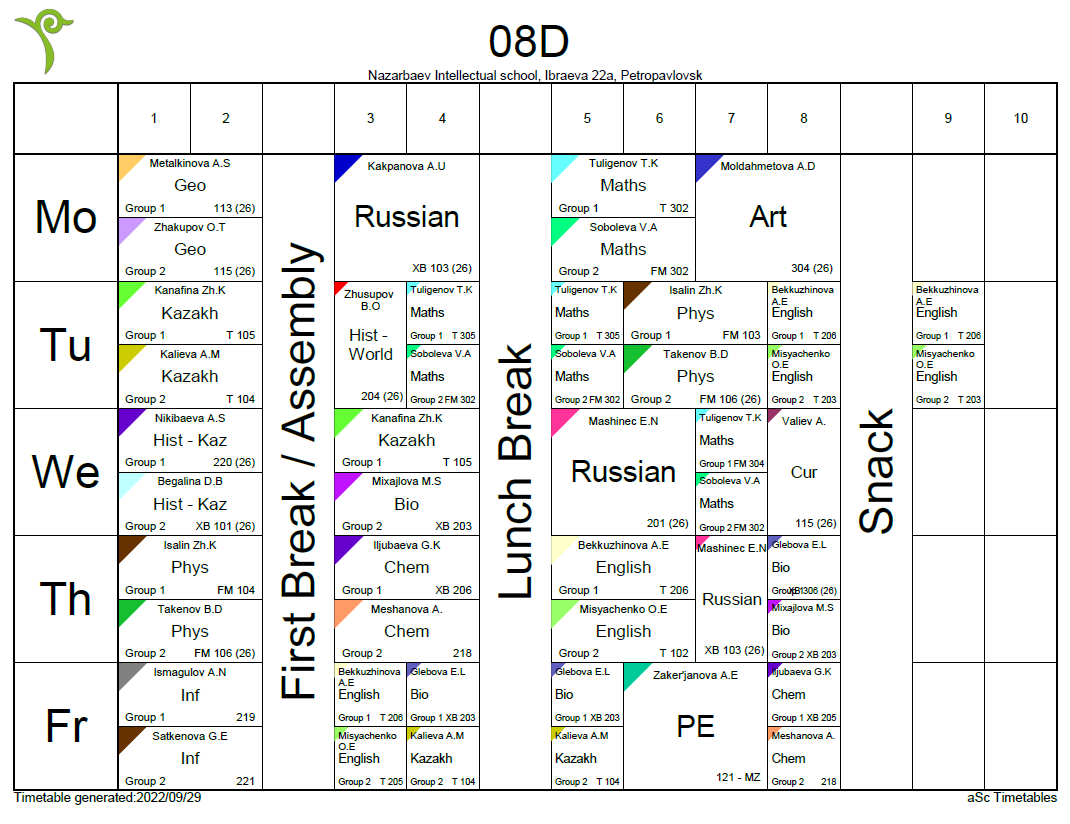 08D
Nazarbaev Intellectual school, Ibraeva 22a, Petropavlovsk
1 2 3 4 5 6 7 8 9 10
First Break / Assembly
Lunch Break
Snack
Mo
Metalkinova A.S
Geo
Group 1 113 (26)
Zhakupov O.T
Geo
Group 2 115 (26)
Kakpanova A.U
Russian
XB 103 (26)
Tuligenov T.K
Maths
Group 1 T 302
Soboleva V.A
Maths
Group 2 FM 302
Moldahmetova A.D
Art
304 (26)
Tu
Kanafina Zh.K
Kazakh
Group 1 T 105
Kalieva A.M
Kazakh
Group 2 T 104
Zhusupov
B.O
Hist -
World
204 (26)
Tuligenov T.K
Maths
Group 1 T 305
Soboleva V.A
Maths
Group 2 FM 302
Tuligenov T.K
Maths
Group 1 T 305
Soboleva V.A
Maths
Group 2 FM 302
Isalin Zh.K
Phys
Group 1 FM 103
Takenov B.D
Phys
Group 2 FM 106 (26)
Bekkuzhinova
A.E
English
Group 1 T 206
Misyachenko
O.E
English
Group 2 T 203
Bekkuzhinova
A.E
English
Group 1 T 206
Misyachenko
O.E
English
Group 2 T 203
We
Nikibaeva A.S
Hist - Kaz
Group 1 220 (26)
Begalina D.B
Hist - Kaz
Group 2 XB 101 (26)
Kanafina Zh.K
Kazakh
Group 1 T 105
Mixajlova M.S
Bio
Group 2 XB 203
Mashinec E.N
Russian
201 (26)
Tuligenov T.K
Maths
Group 1 FM 304
Soboleva V.A
Maths
Group 2 FM 302
Valiev A.
Cur
115 (26)
Th
Isalin Zh.K
Phys
Group 1 FM 104
Takenov B.D
Phys
Group 2 FM 106 (26)
Iljubaeva G.K
Chem
Group 1 XB 206
Meshanova A.
Chem
Group 2 218
Bekkuzhinova A.E
English
Group 1 T 206
Misyachenko O.E
English
Group 2 T 102
Mashinec E.N
Russian
XB 103 (26)
Glebova E.L
Bio
Group 306 (26)
Mixajlova M.S
Bio
Group 2 XB 203
Fr
Ismagulov A.N
Inf
Group 1 219
Satkenova G.E
Inf
Group 2 221
Bekkuzhinova
A.E
English
Group 1 T 206
Misyachenko
O.E
English
Group 2 T 205
Glebova E.L
Bio
Group 1 XB 203
Kalieva A.M
Kazakh
Group 2 T 104
Glebova E.L
Bio
Group 1 XB 203
Kalieva A.M
Kazakh
Group 2 T 104
Zaker'janova A.E
PE
121 - MZ
Iljubaeva G.K
Chem
Group 1 XB 205
Meshanova A.
Chem
Group 2 218
Timetable generated:2022/09/29
aSc Timetables